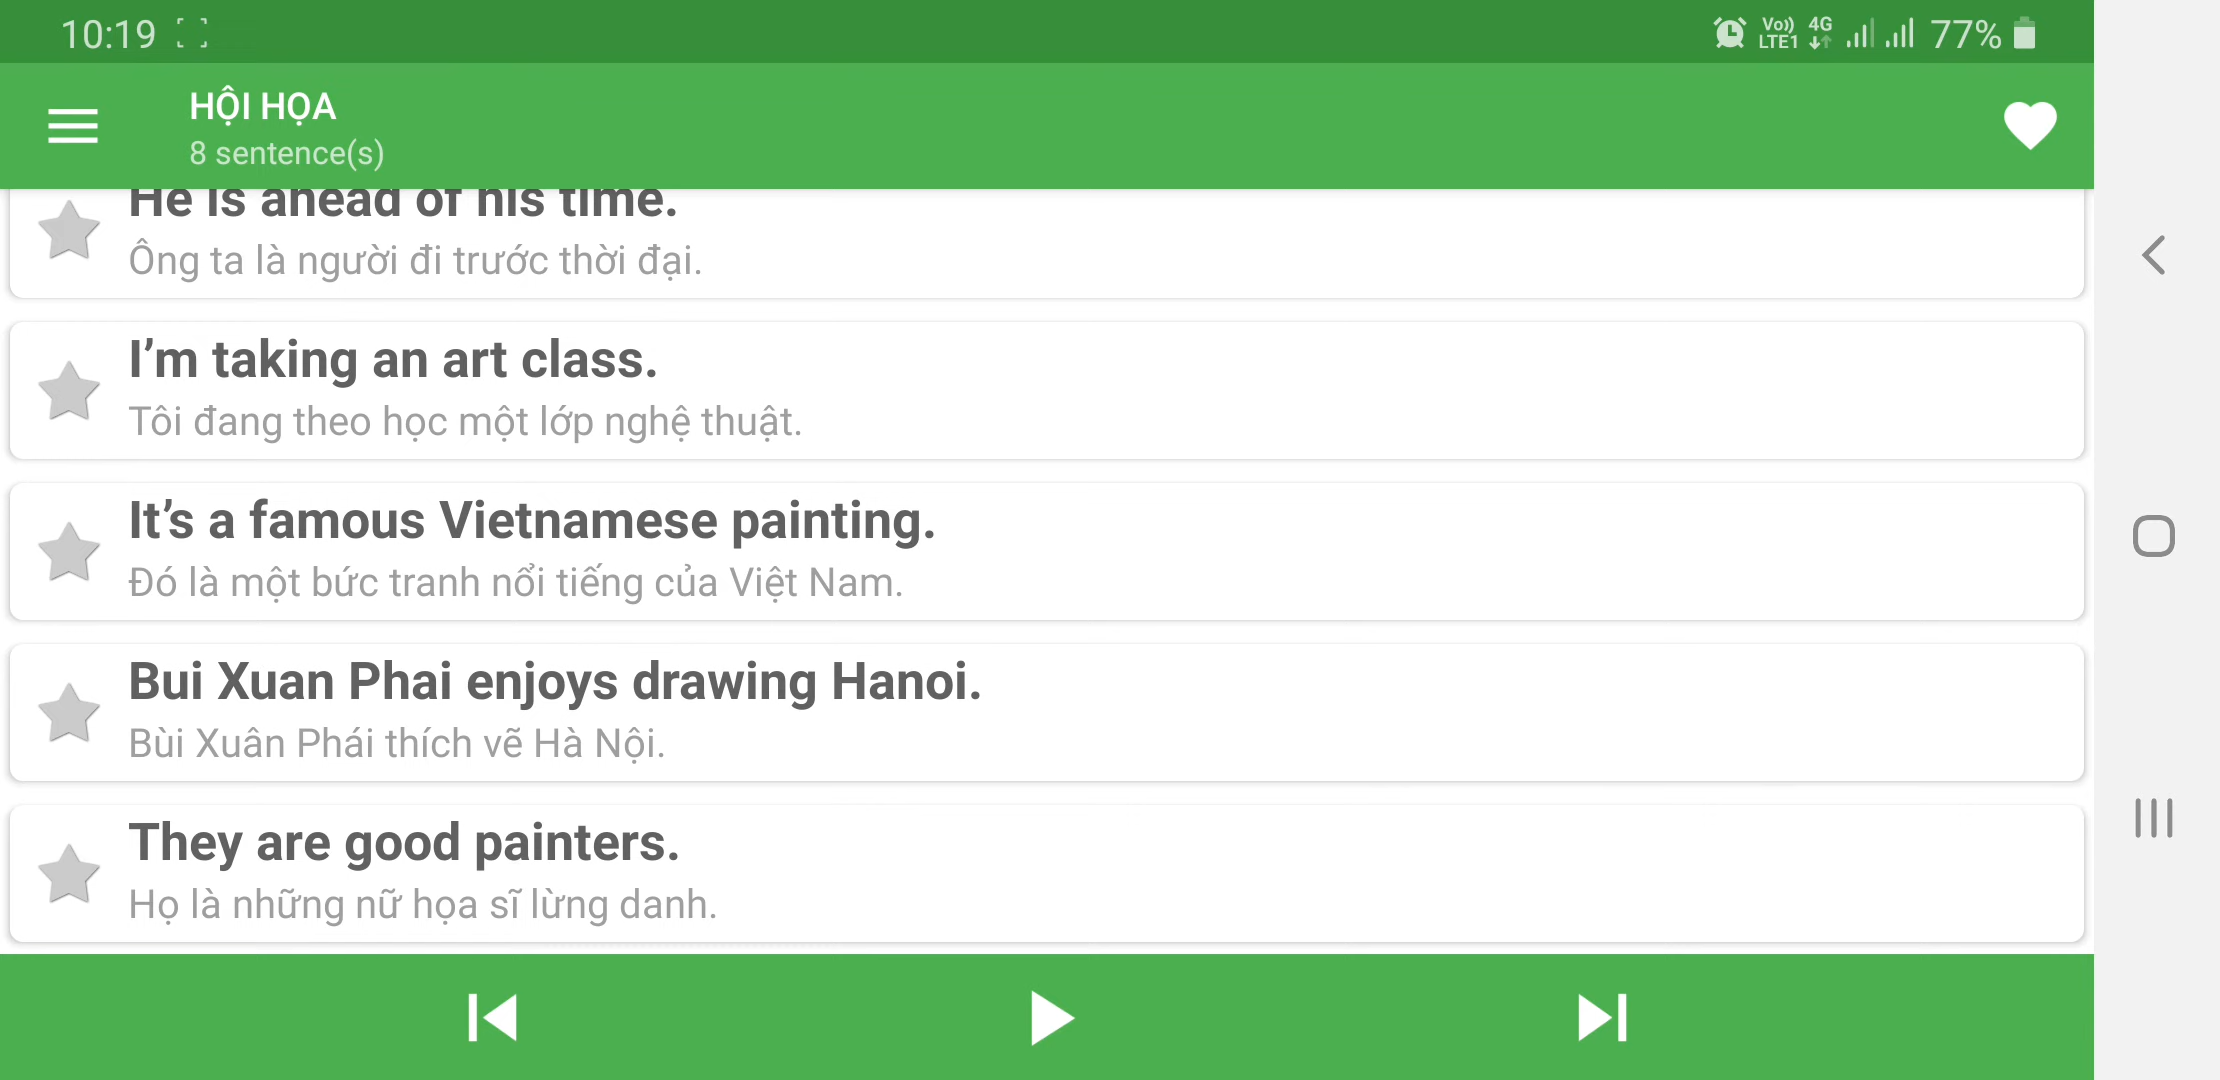 10:19
Vo)) LTE1 4G 77%
HỘI HỌA
8 sentence(s)
He is ahead of his time.
Ông ta là người đi trước thời đại.
I’m taking an art class.
Tôi đang theo học một lớp nghệ thuật.
It’s a famous Vietnamese painting.
Đó là một bức tranh nổi tiếng của Việt Nam.
Bui Xuan Phai enjoys drawing Hanoi.
Bùi Xuân Phái thích vẽ Hà Nội.
They are good painters.
Họ là những nữ họa sĩ lừng danh.